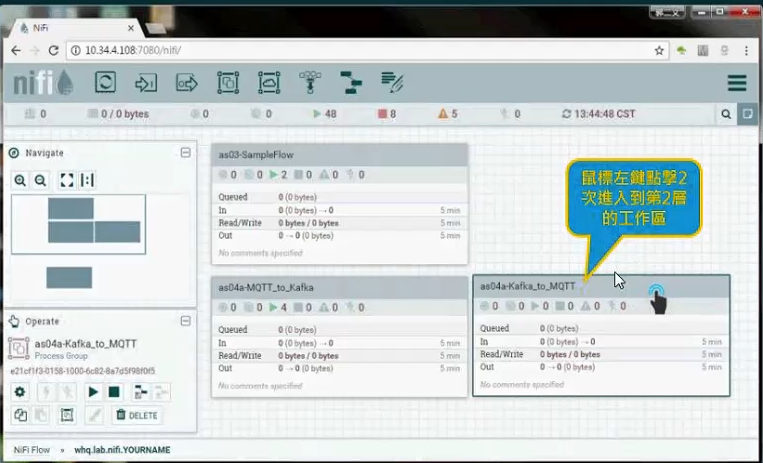 郭二文
NiFi
10.34.4.108:7080/nifi/
nifi
0
0 / 0 bytes
0
0
48
8
5
0
13:44:48 CST
Navigate
Operate
as04a-Kafka_to_MQTT
Process Group
e21cf1f3-0158-1000-6c82-8a7d5f98f0f5
DELETE
as03-SampleFlow
0 0 2 0 0 0
Queued 0 (0 bytes)
In 0 (0 bytes) → 0 5 min
Read/Write 0 bytes / 0 bytes 5 min
Out 0 → 0 (0 bytes) 5 min
No comments specified
鼠標左鍵點擊2
次進入到第2層
的工作區
as04a-MQTT_to_Kafka
0 0 4 0 0 0
Queued 0 (0 bytes)
In 0 (0 bytes) → 0 5 min
Read/Write 0 bytes / 0 bytes 5 min
Out 0 → 0 (0 bytes) 5 min
No comments specified
as04a-Kafka_to_MQTT
0 0 0 0 0 0
Queued 0 (0 bytes)
In 0 (0 bytes) → 0 5 min
Read/Write 0 bytes / 0 bytes 5 min
Out 0 → 0 (0 bytes) 5 min
No comments specified
NiFi Flow » whq.lab.nifi.YOURNAME